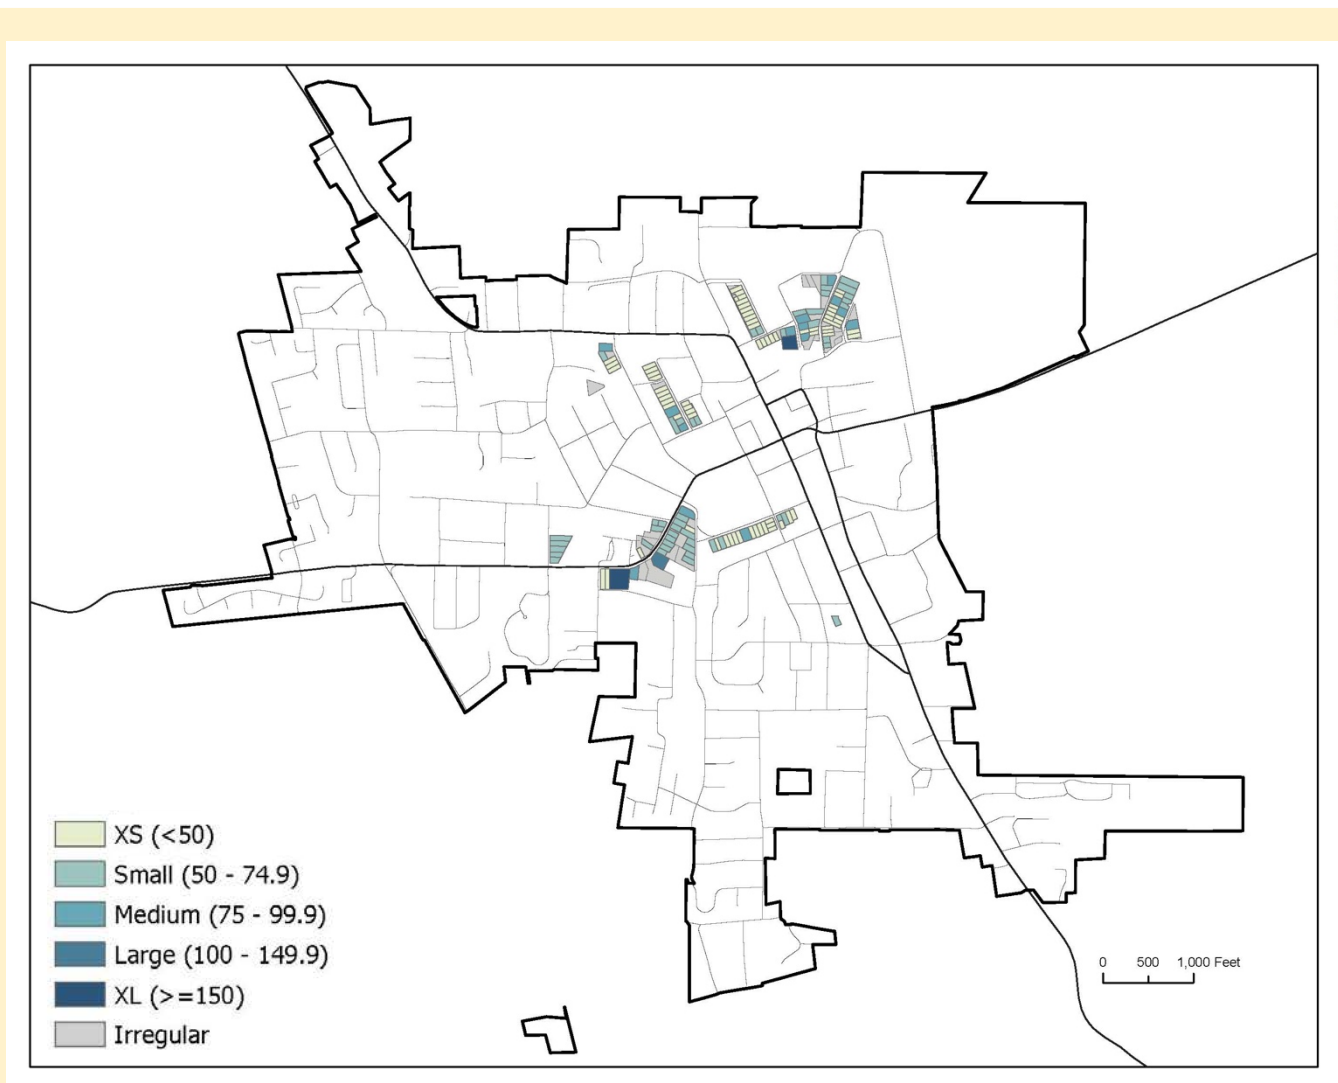 XS (<50)
Small (50 - 74.9)
Medium (75 - 99.9)
Large (100 - 149.9)
XL (>=150)
Irregular
0 500 1,000 Feet